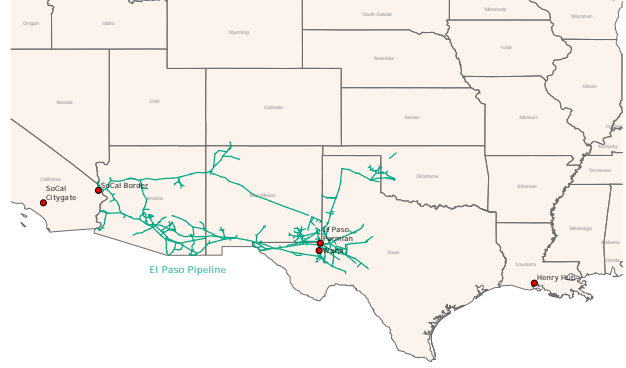 South Dakota
Minnesota
Wisconsin
Oregon
Idaho
Wyoming
Iowa
Nebraska
Illinois
Nevada
Utah
Colorado
Kansas
Missouri
Kentucky
California
SoCal
Citygate
SoCal Border
Arizona
New Mexico
Oklahoma
Arkansas
Tennessee
El Paso
Permian
Waha
Texas
Mississippi
Alabama
Louisiana
Florida
El Paso Pipeline
Henry Hub